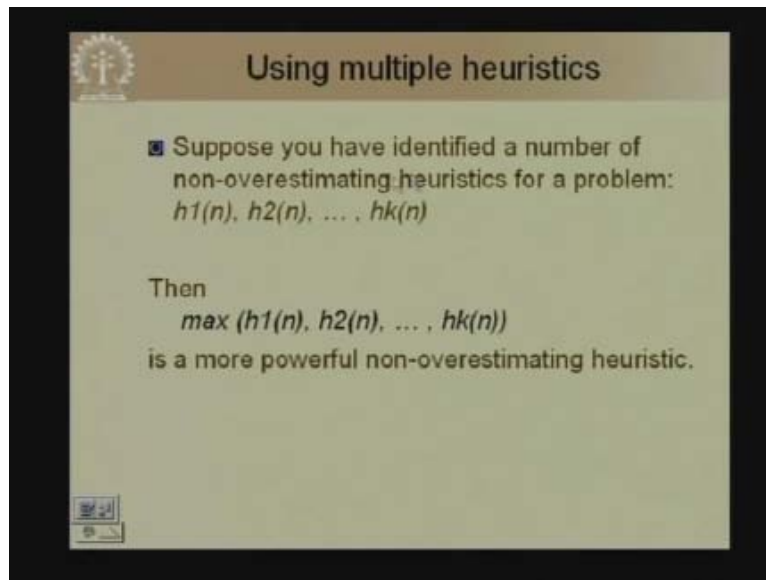 Using multiple heuristics
Suppose you have identified a number of
non-overestimating heuristics for a problem:
h1(n), h2(n), ... , hk(n)
Then
max (h1(n), h2(n), ... , hk(n))
is a more powerful non-overestimating heuristic.